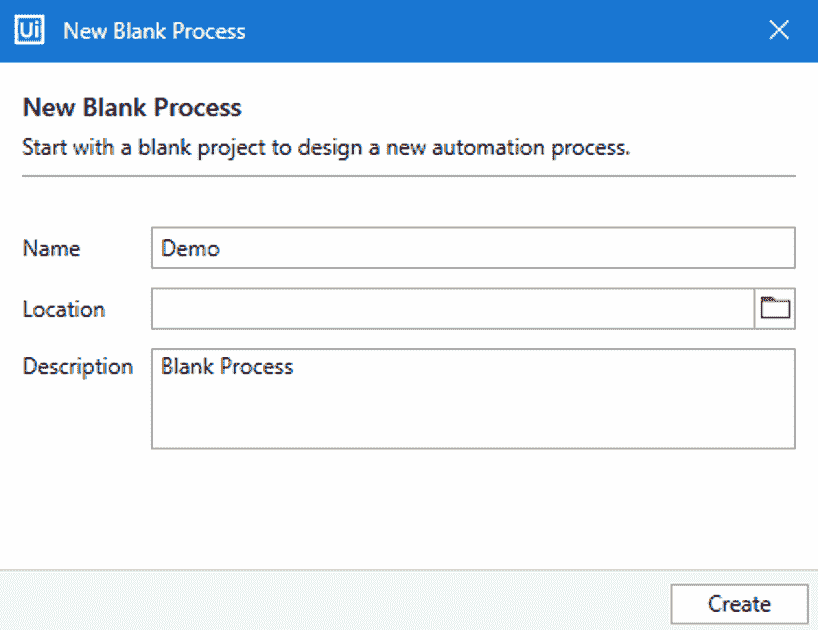 Ui New Blank Process
New Blank Process
Start with a blank project to design a new automation process.
Name Demo
Location
Description Blank Process
Create